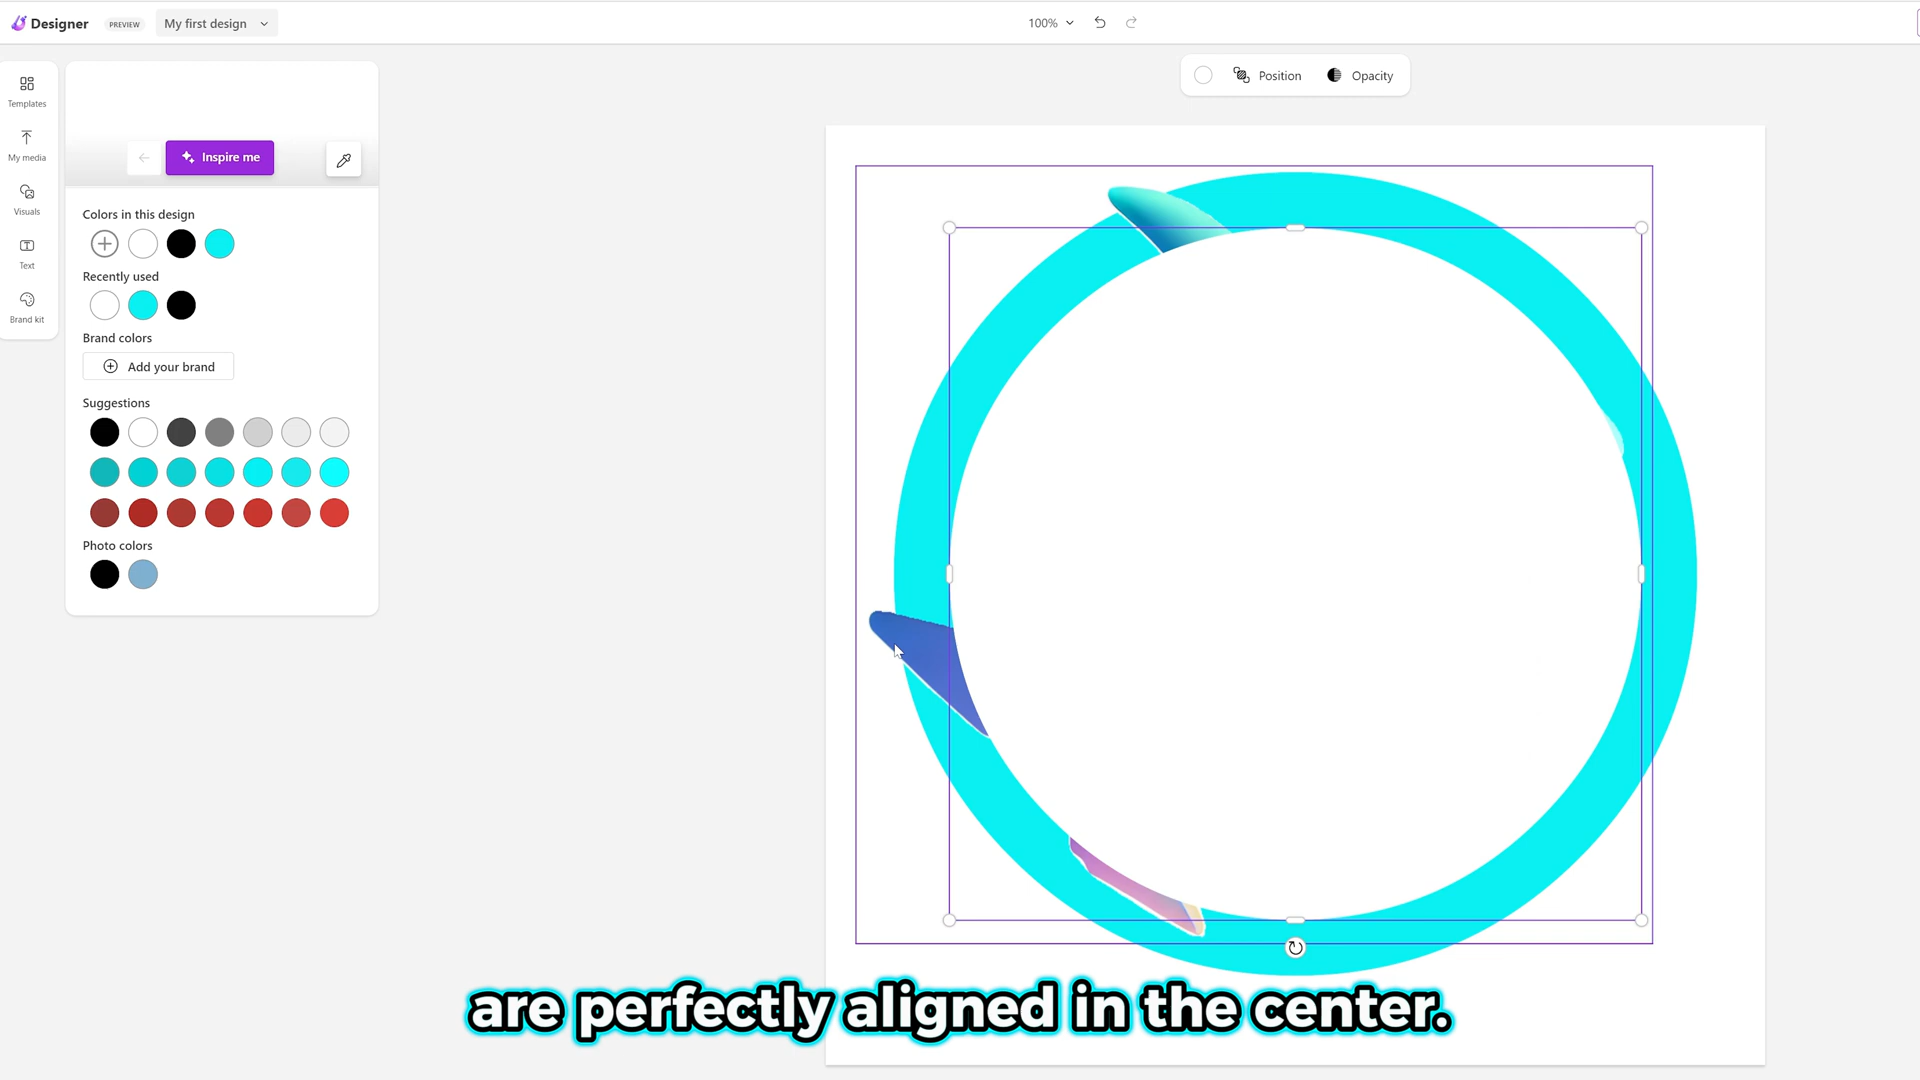 Designer PREVIEW My first design 100%
Position Opacity
Templates
My media
Visuals
Text
Brand kit
Inspire me
Colors in this design
Recently used
Brand colors
Add your brand
Suggestions
Photo colors
are perfectly aligned in the center.